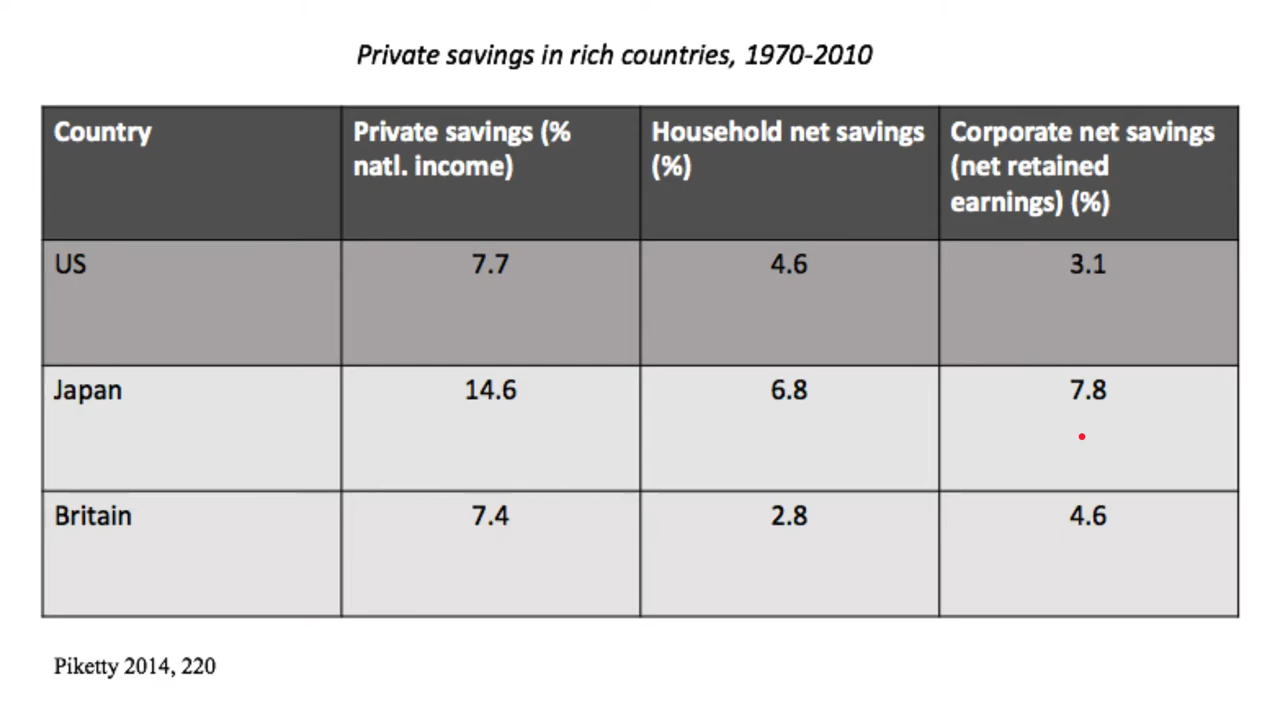 Private savings in rich countries, 1970-2010
Country
Private savings (%
natl. income)
Household net savings
(%)
Corporate net savings
(net retained
earnings) (%)
US
7.7
4.6
3.1
Japan
14.6
6.8
7.8
Britain
7.4
2.8
4.6
Piketty 2014, 220